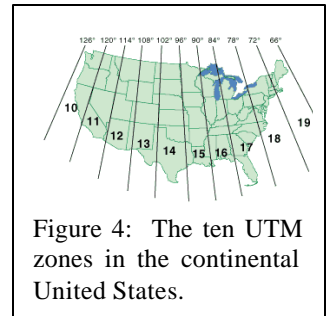 126° 120° 114° 108° 102° 96° 90° 84° 78° 72° 66°
10
11
12
13
14
15
16
17
18
19
Figure 4: The ten UTM
zones in the continental
United States.